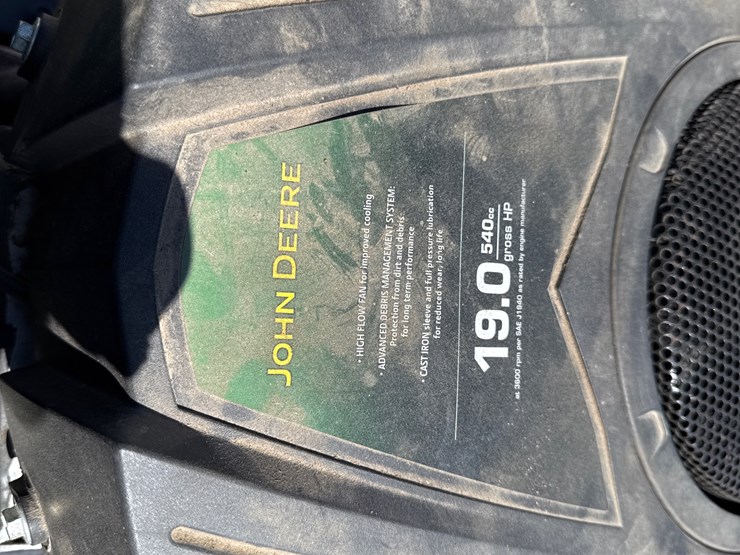 JOHN DEERE
• HIGH FLOW FAN for improved cooling
• ADVANCED DEBRIS MANAGEMENT SYSTEM:
Protection from dirt and debris
for long term performance
• CAST IRON sleeve and full pressure lubrication
for reduced wear, long life
19.0 540cc
gross HP
at 3600 rpm per SAE J1940 as rated by engine manufacturer